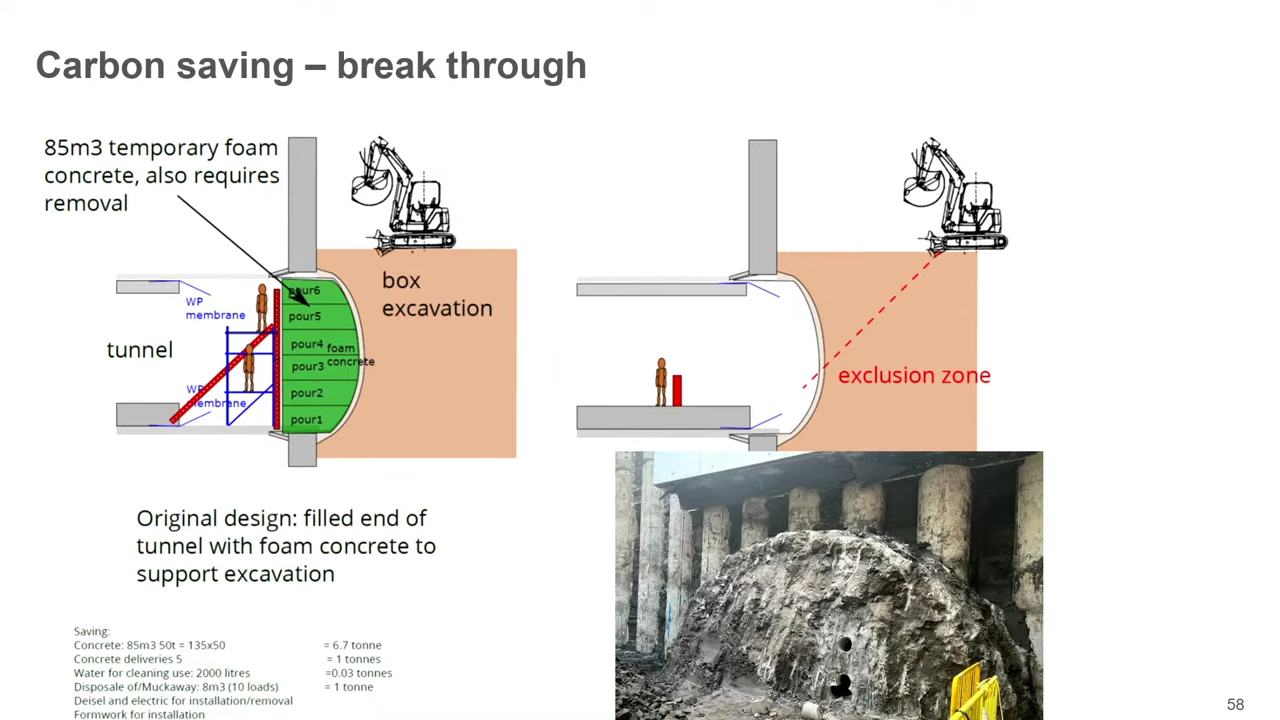 Carbon saving – break through
85m3 temporary foam
concrete, also requires
removal
box
excavation
WP
membrane
tunnel
WP
membrane
pour6
pour5
pour4
foam
concrete
pour3
pour2
pour1
exclusion zone
Original design: filled end of
tunnel with foam concrete to
support excavation
Saving:
Concrete: 85m3 50t = 135x50 = 6.7 tonne
Concrete deliveries 5 = 1 tonnes
Water for cleaning use: 2000 litres =0.03 tonnes
Disposale of/Muckaway: 8m3 (10 loads) = 1 tonne
Deisel and electric for installation/removal
Formwork for installation
58